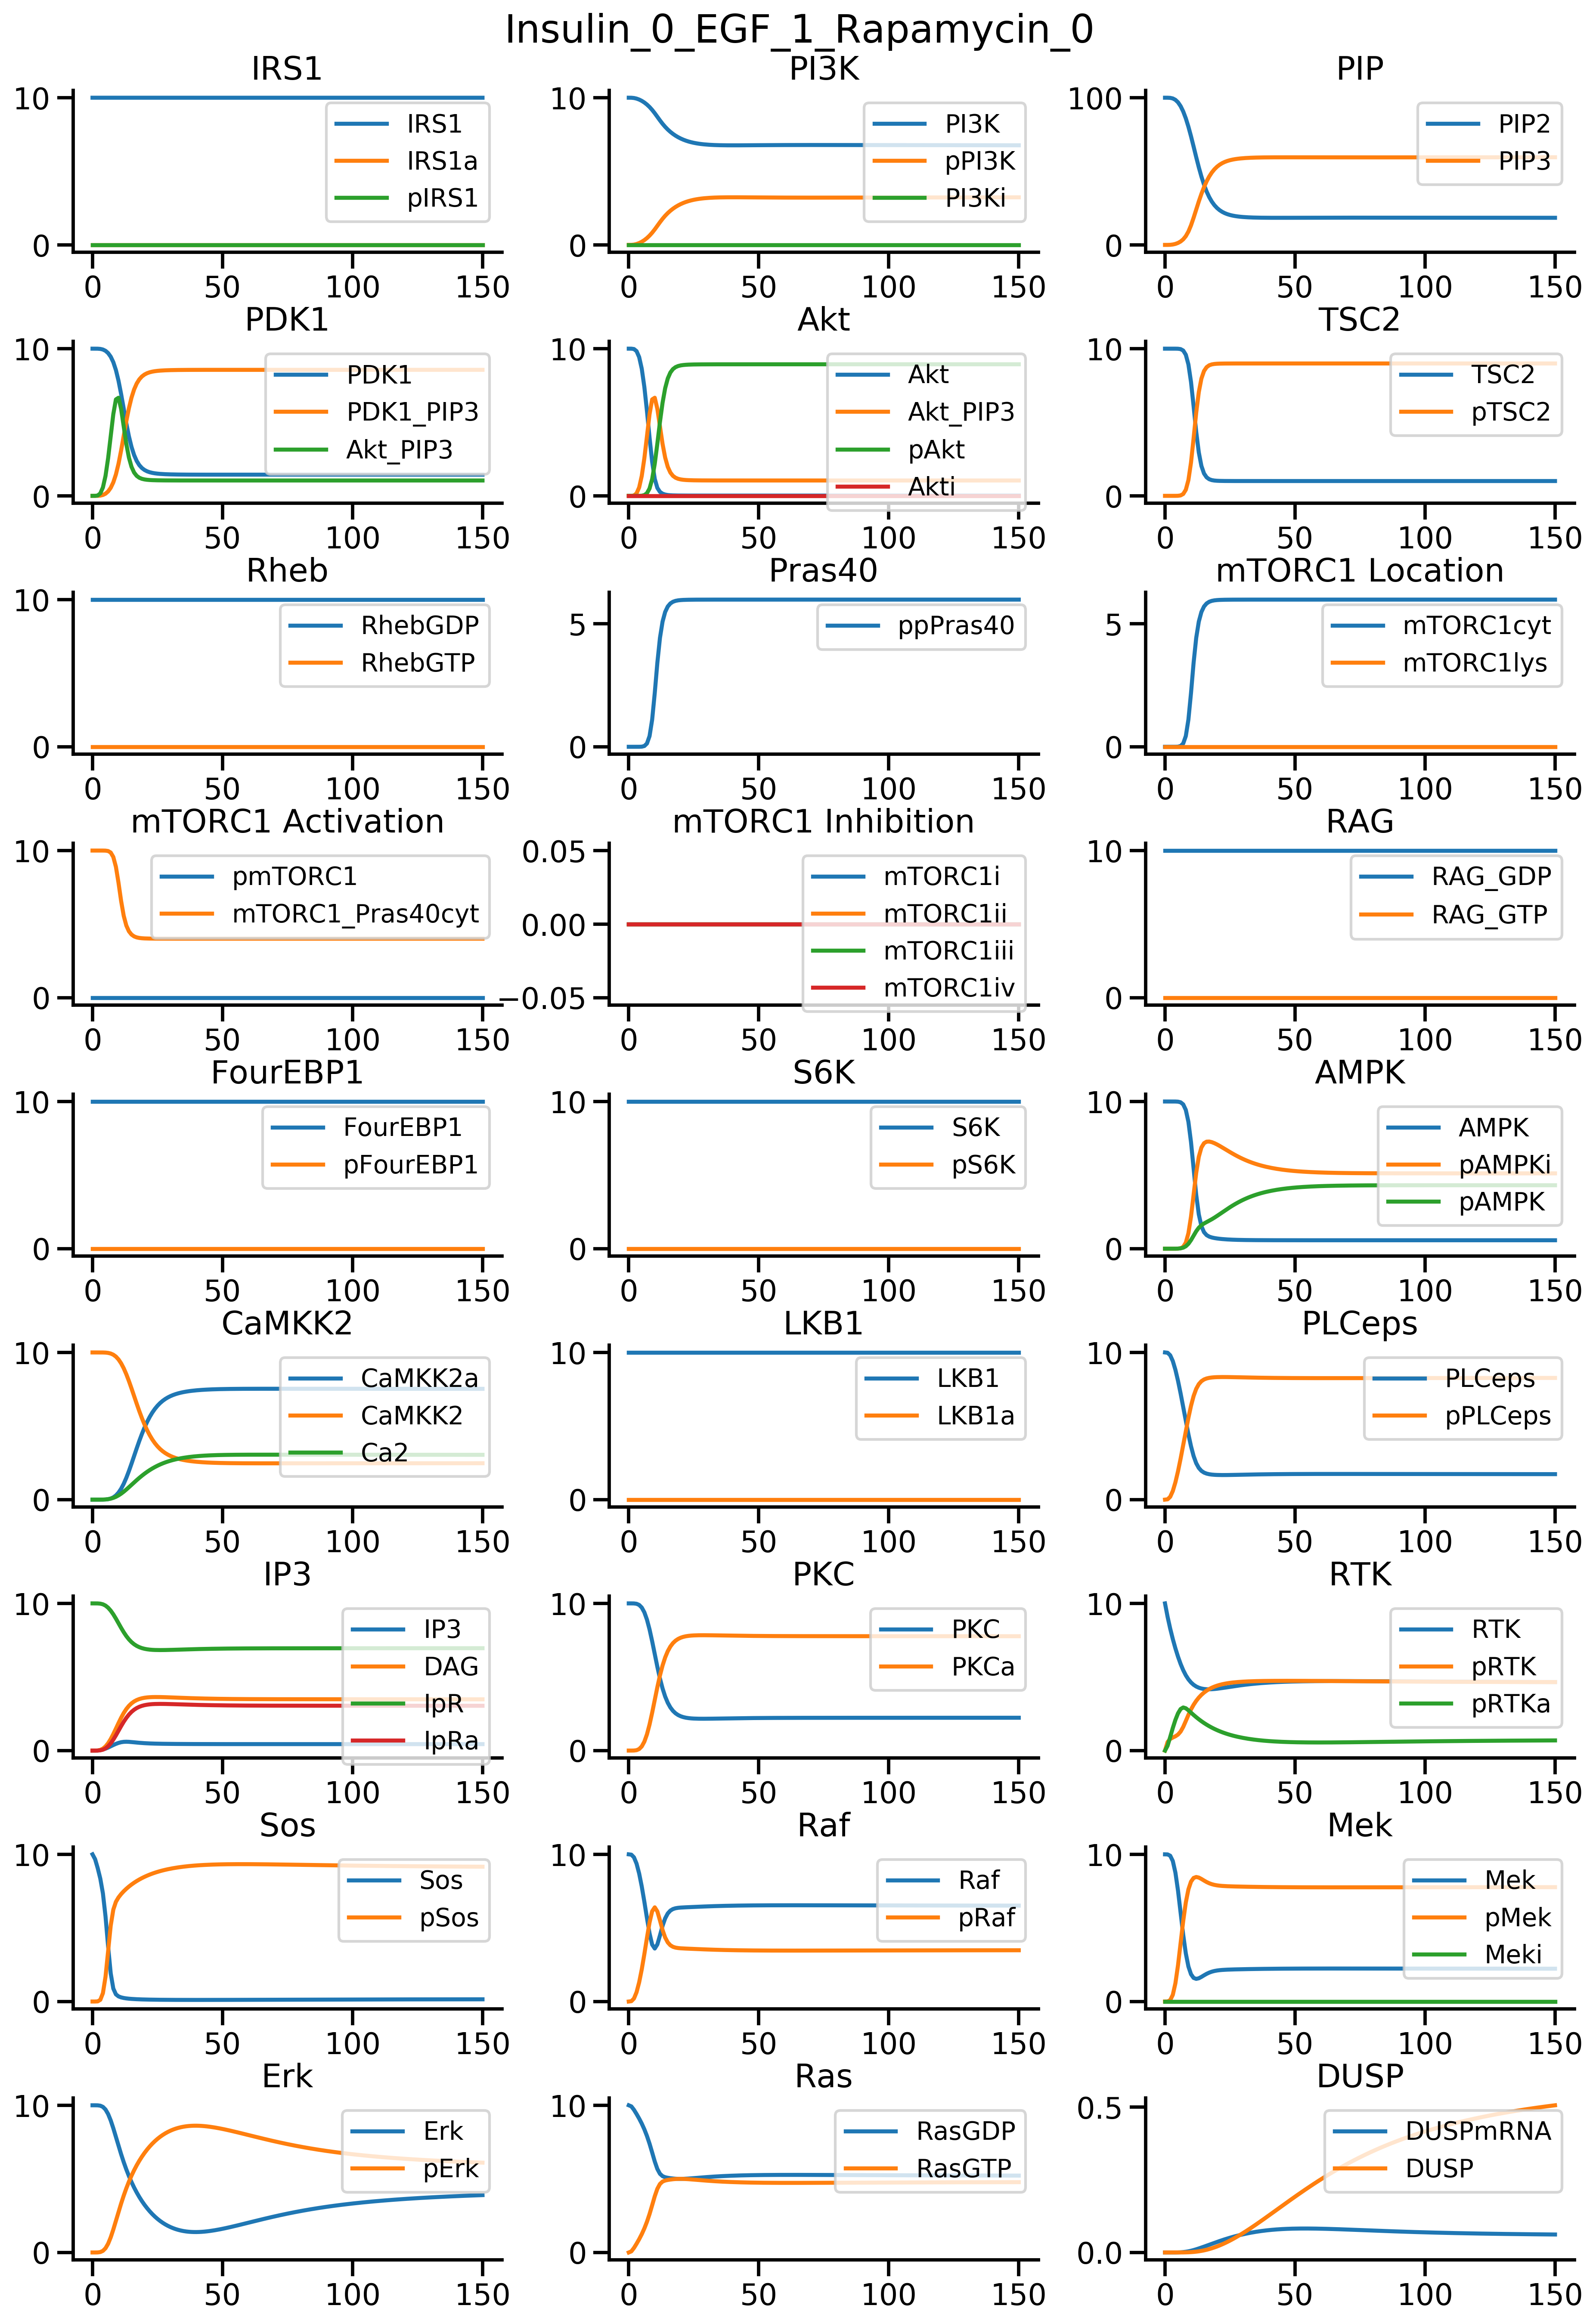 Insulin_0_EGF_1_Rapamycin_0
IRS1
10
0
0 50 100 150
IRS1
IRS1a
pIRS1
PI3K
10
0
0 50 100 150
PI3K
pPI3K
PI3Ki
PIP
100
0
0 50 100 150
PIP2
PIP3
PDK1
10
0
0 50 100 150
PDK1
PDK1_PIP3
Akt_PIP3
Akt
10
0
0 50 100 150
Akt
Akt_PIP3
pAkt
Akti
TSC2
10
0
0 50 100 150
TSC2
pTSC2
Rheb
10
0
0 50 100 150
RhebGDP
RhebGTP
Pras40
5
0
0 50 100 150
ppPras40
mTORC1 Location
5
0
0 50 100 150
mTORC1cyt
mTORC1lys
mTORC1 Activation
10
0
0 50 100 150
pmTORC1
mTORC1_Pras40cyt
mTORC1 Inhibition
0.05
0.00
−0.05
0 50 100 150
mTORC1i
mTORC1ii
mTORC1iii
mTORC1iv
RAG
10
0
0 50 100 150
RAG_GDP
RAG_GTP
FourEBP1
10
0
0 50 100 150
FourEBP1
pFourEBP1
S6K
10
0
0 50 100 150
S6K
pS6K
AMPK
10
0
0 50 100 150
AMPK
pAMPKi
pAMPK
CaMKK2
10
0
0 50 100 150
CaMKK2a
CaMKK2
Ca2
LKB1
10
0
0 50 100 150
LKB1
LKB1a
PLCeps
10
0
0 50 100 150
PLCeps
pPLCeps
IP3
10
0
0 50 100 150
IP3
DAG
IpR
IpRa
PKC
10
0
0 50 100 150
PKC
PKCa
RTK
10
0
0 50 100 150
RTK
pRTK
pRTKa
Sos
10
0
0 50 100 150
Sos
pSos
Raf
10
0
0 50 100 150
Raf
pRaf
Mek
10
0
0 50 100 150
Mek
pMek
Meki
Erk
10
0
0 50 100 150
Erk
pErk
Ras
10
0
0 50 100 150
RasGDP
RasGTP
DUSP
0.5
0.0
0 50 100 150
DUSPmRNA
DUSP